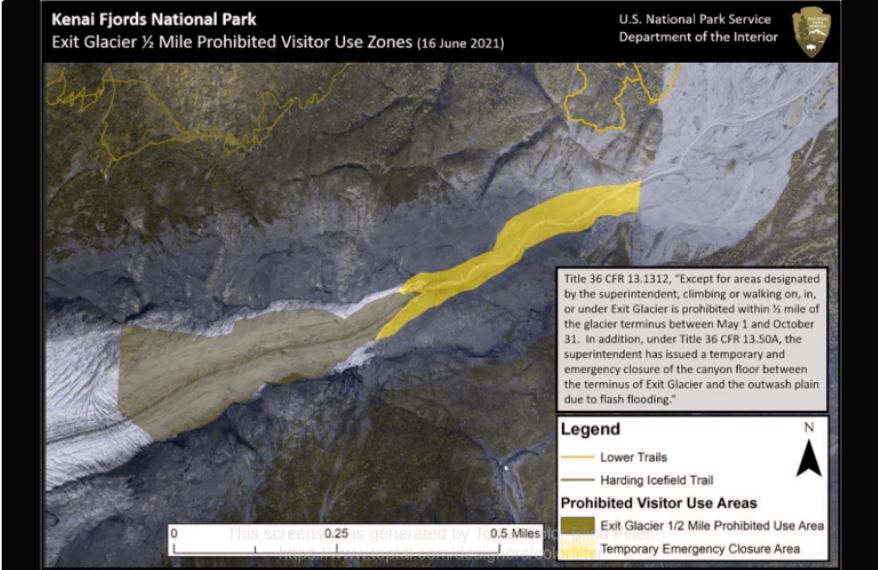 Kenai Fjords National Park
Exit Glacier ½ Mile Prohibited Visitor Use Zones (16 June 2021)
U.S. National Park Service
Department of the Interior
NATIONAL
PARK
SERVICE
Title 36 CFR 13.1312, "Except for areas designated
by the superintendent, climbing or walking on, in,
or under Exit Glacier is prohibited within ½ mile of
the glacier terminus between May 1 and October
31. In addition, under Title 36 CFR 13.50A, the
superintendent has issued a temporary and
emergency closure of the canyon floor between
the terminus of Exit Glacier and the outwash plain
due to flash flooding."
Legend
N
Lower Trails
Harding Icefield Trail
Prohibited Visitor Use Areas
Exit Glacier 1/2 Mile Prohibited Use Area
Temporary Emergency Closure Area
0 0.25 0.5 Miles
This screenshot is generated by Toptal Color Blind Filter.
https://www.toptal.com/designers/colorfilter